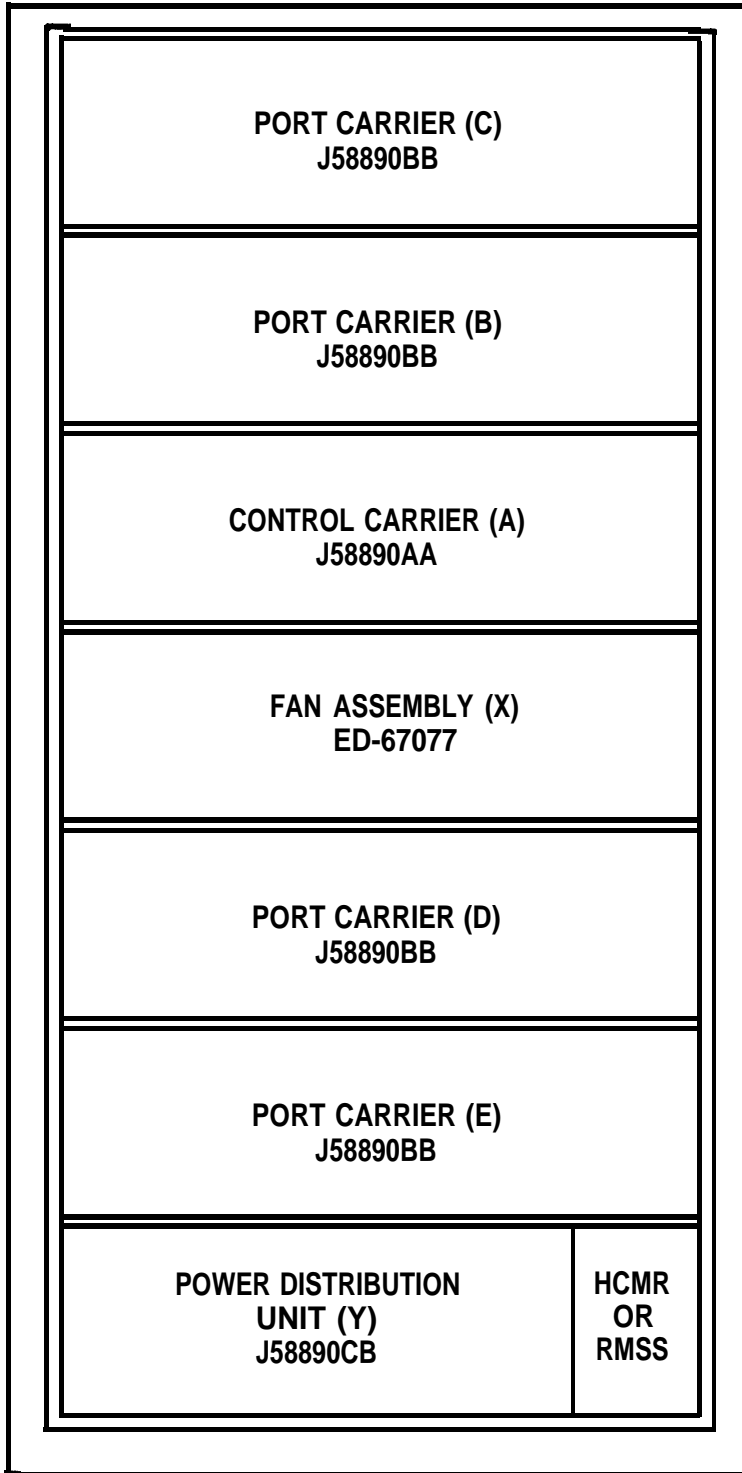 PORT CARRIER (C)
J58890BB
PORT CARRIER (B)
J58890BB
CONTROL CARRIER (A)
J58890AA
FAN ASSEMBLY (X)
ED-67077
PORT CARRIER (D)
J58890BB
PORT CARRIER (E)
J58890BB
POWER DISTRIBUTION
UNIT (Y)
J58890CB
HCMR
OR
RMSS